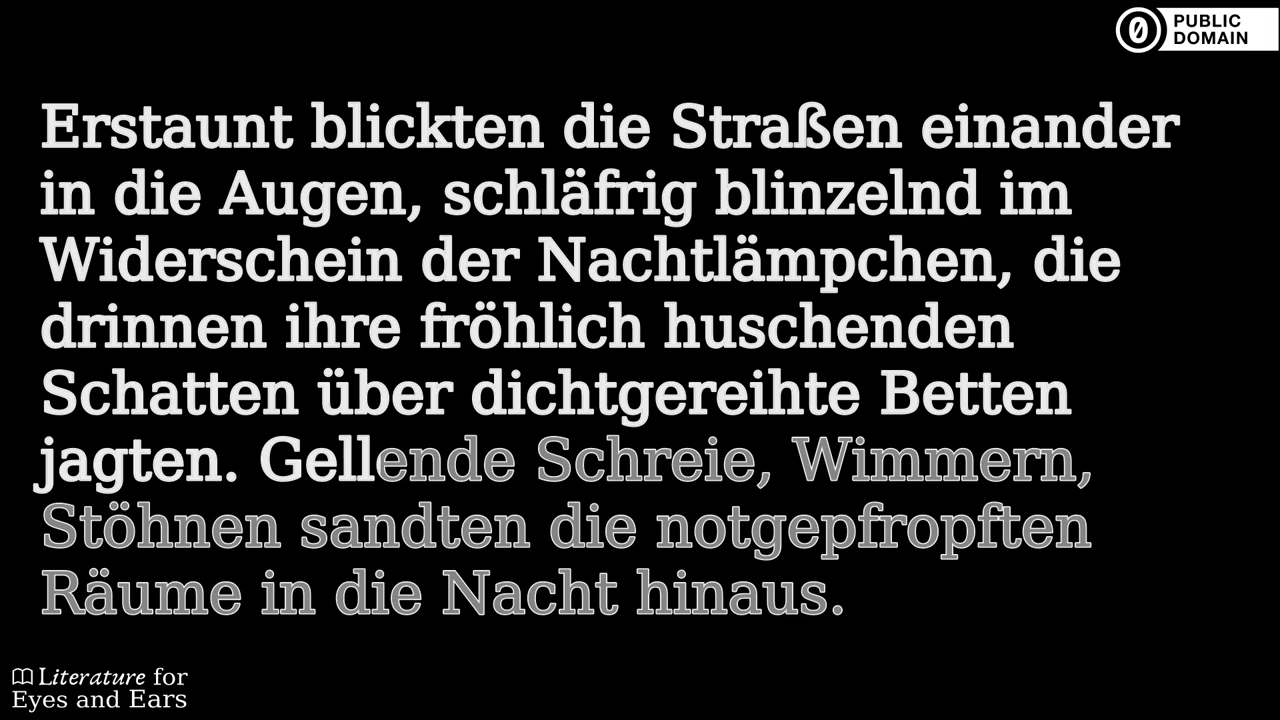 PUBLIC
DOMAIN
Erstaunt blickten die Straßen einander
in die Augen, schläfrig blinzelnd im
Widerschein der Nachtlämpchen, die
drinnen ihre fröhlich huschenden
Schatten über dichtgereihte Betten
jagten. Gellende Schreie, Wimmern,
Stöhnen sandten die notgepfropften
Räume in die Nacht hinaus.
Literature for
Eyes and Ears